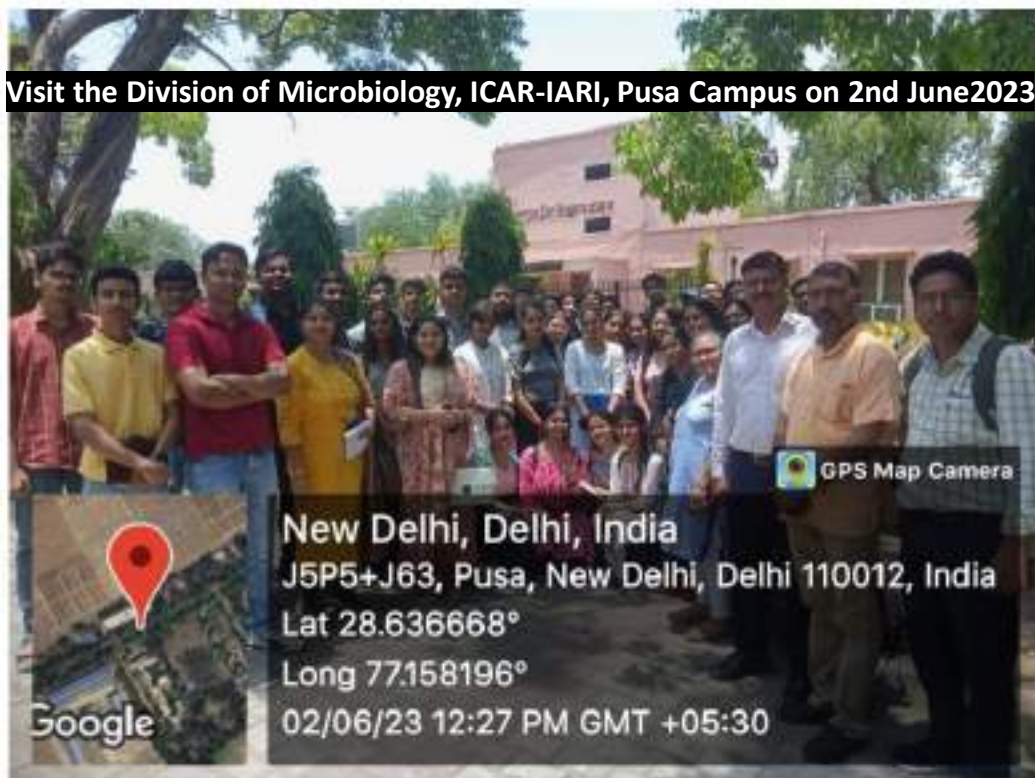 Visit the Division of Microbiology, ICAR-IARI, Pusa Campus on 2nd June2023
GPS Map Camera
New Delhi, Delhi, India
J5P5+J63, Pusa, New Delhi, Delhi 110012, India
Lat 28.636668°
Long 77.158196°
02/06/23 12:27 PM GMT +05:30
Google